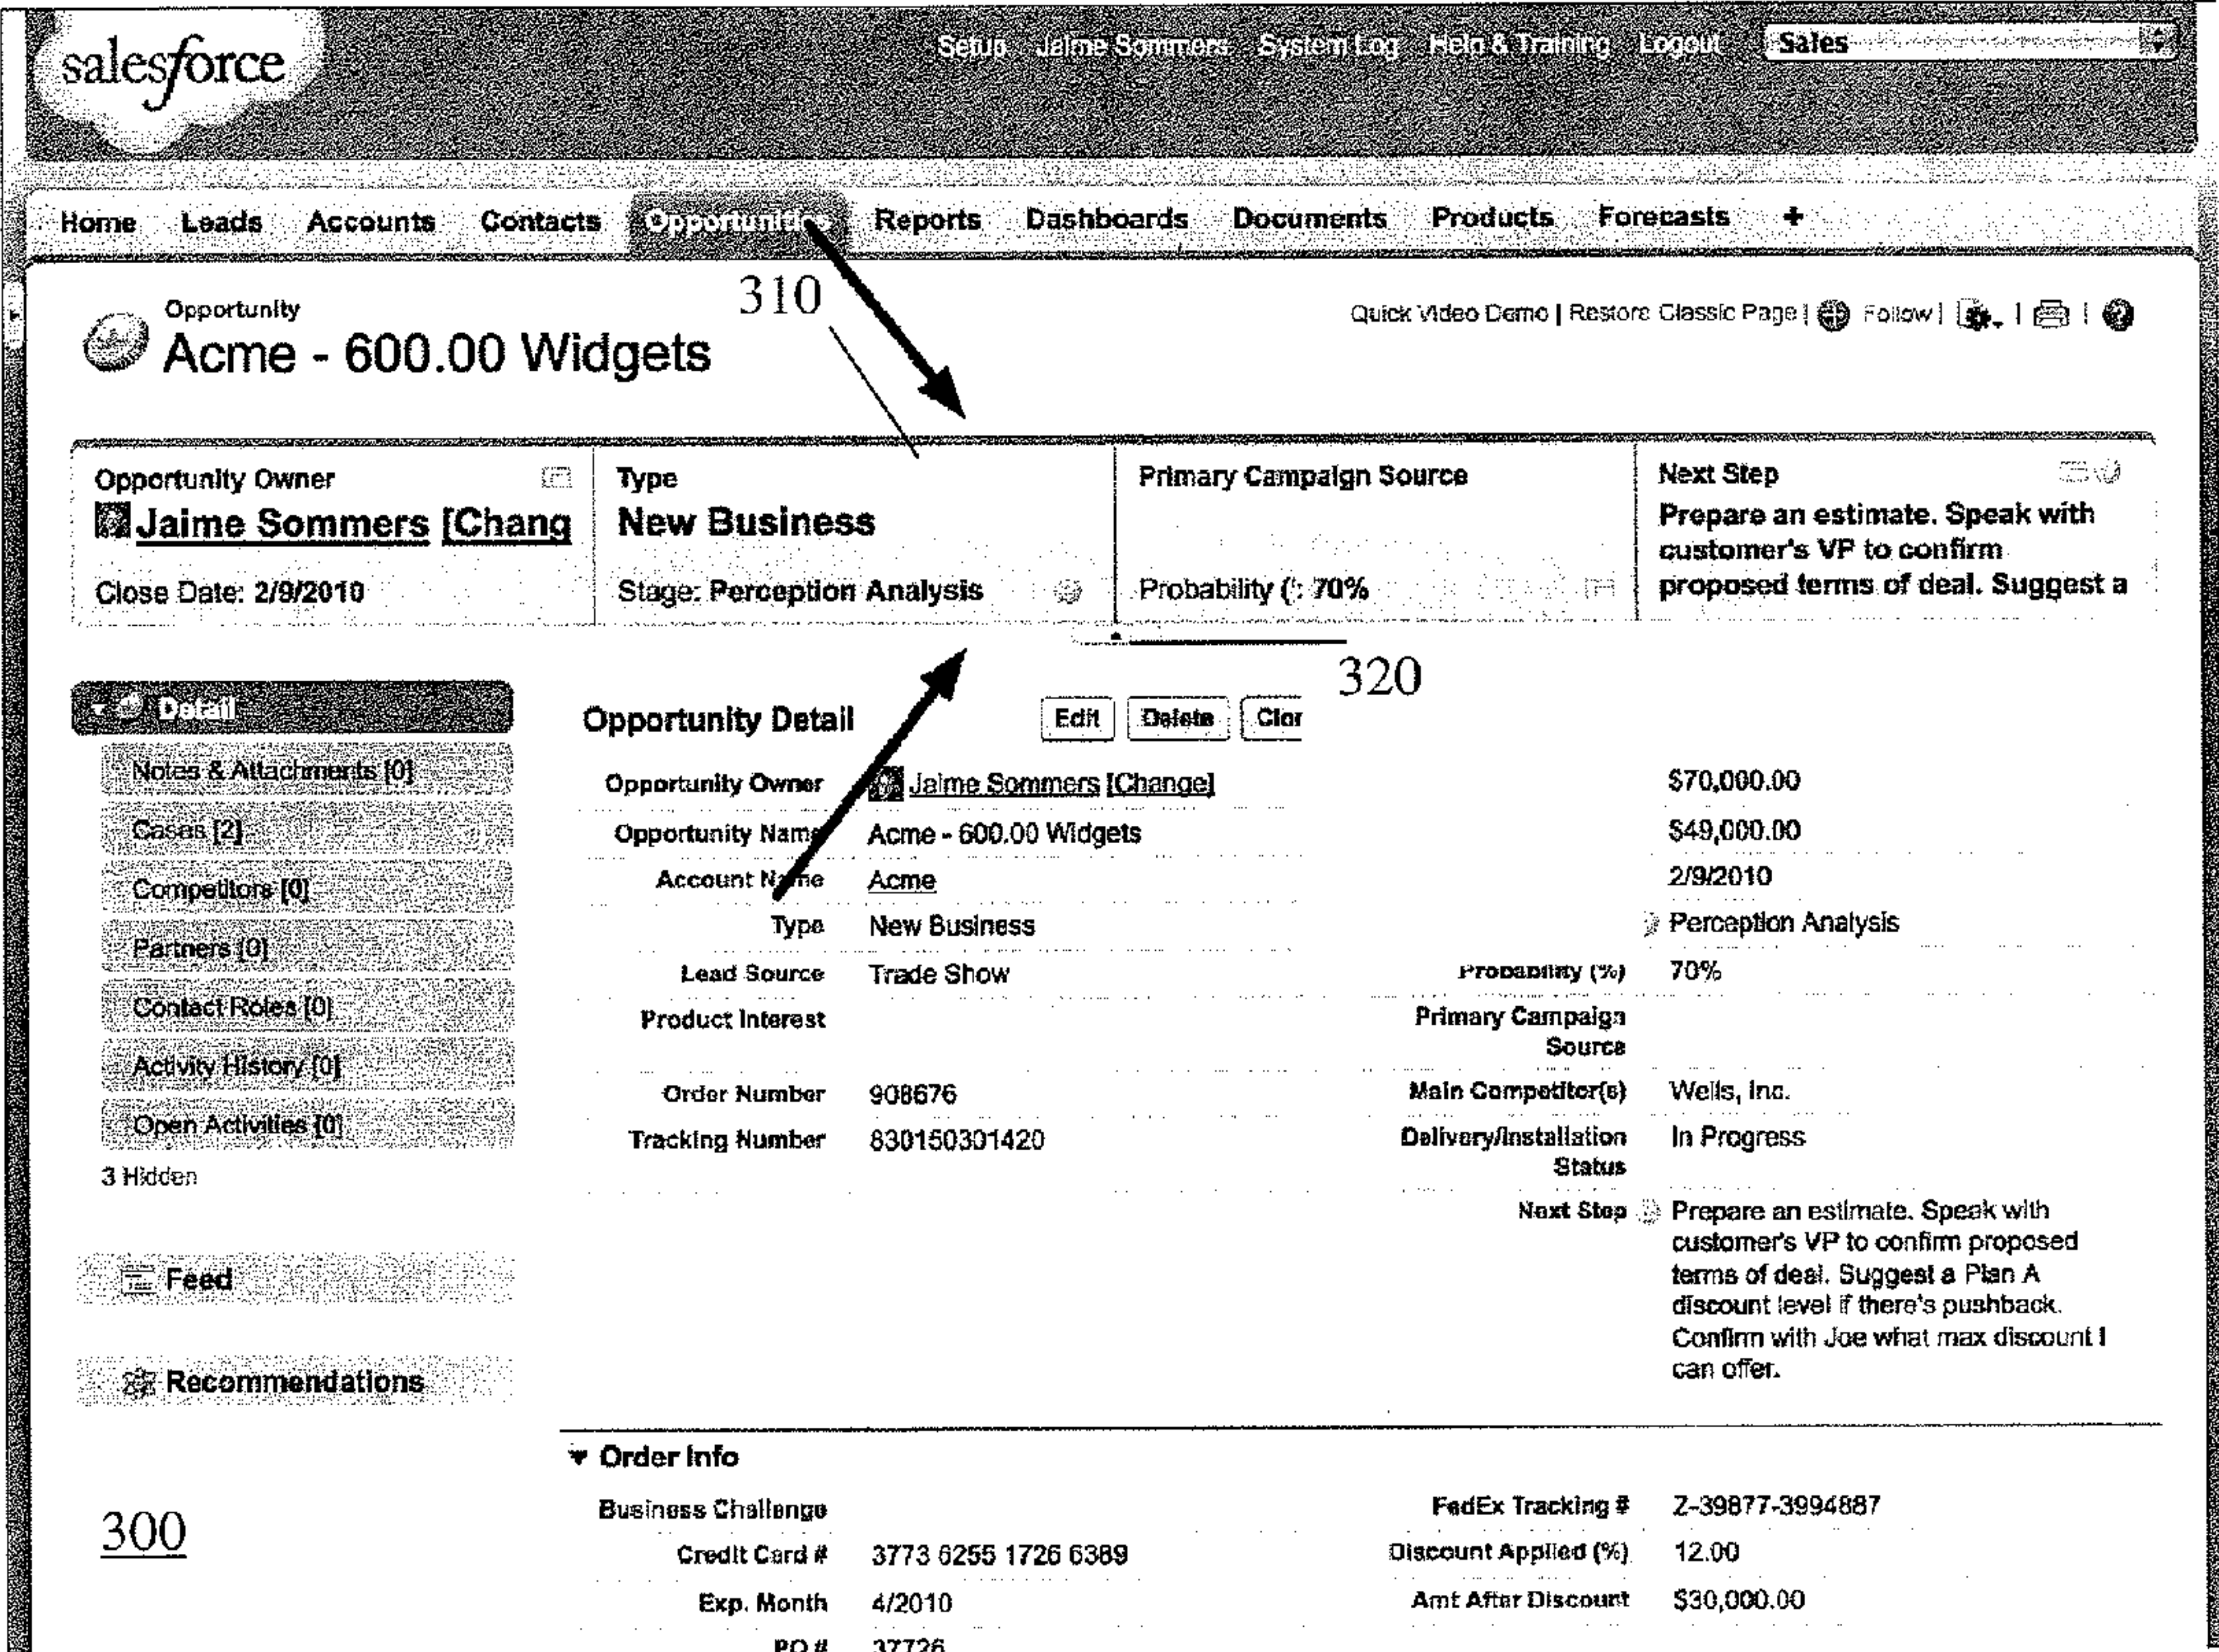 salesforce
Setup Jaime Sommers System Log Help & Training Logout Sales
Home Leads Accounts Contacts Opportunities Reports Dashboards Documents Products Forecasts +
310
Opportunity
Acme - 600.00 Widgets
Quick Video Demo | Restore Classic Page | Follow | | |
Opportunity Owner
Jaime Sommers [Chang
Close Date: 2/9/2010
Type
New Business
Stage: Perception Analysis
Primary Campaign Source
Probability (: 70%
Next Step
Prepare an estimate. Speak with
customer's VP to confirm
proposed terms of deal. Suggest a
320
Detail
Notes & Attachments [0]
Cases [2]
Competitors [0]
Partners [0]
Contact Roles [0]
Activity History [0]
Open Activities [0]
3 Hidden
Feed
Recommendations
300
Opportunity Detail Edit Delete Clor
Opportunity Owner Jaime Sommers [Change] $70,000.00
Opportunity Name Acme - 600.00 Widgets $49,000.00
Account Name Acme 2/9/2010
Type New Business Perception Analysis
Lead Source Trade Show Probability (%) 70%
Product Interest Primary Campaign
Source
Order Number 908676 Main Competitor(s) Wells, Inc.
Tracking Number 830150301420 Delivery/Installation In Progress
Status
Next Step Prepare an estimate. Speak with
customer's VP to confirm proposed
terms of deal. Suggest a Plan A
discount level if there's pushback.
Confirm with Joe what max discount I
can offer.
Order Info
Business Challenge FedEx Tracking # Z-39877-3994887
Credit Card # 3773 6255 1726 6389 Discount Applied (%) 12.00
Exp. Month 4/2010 Amt After Discount $30,000.00
PO # 37726